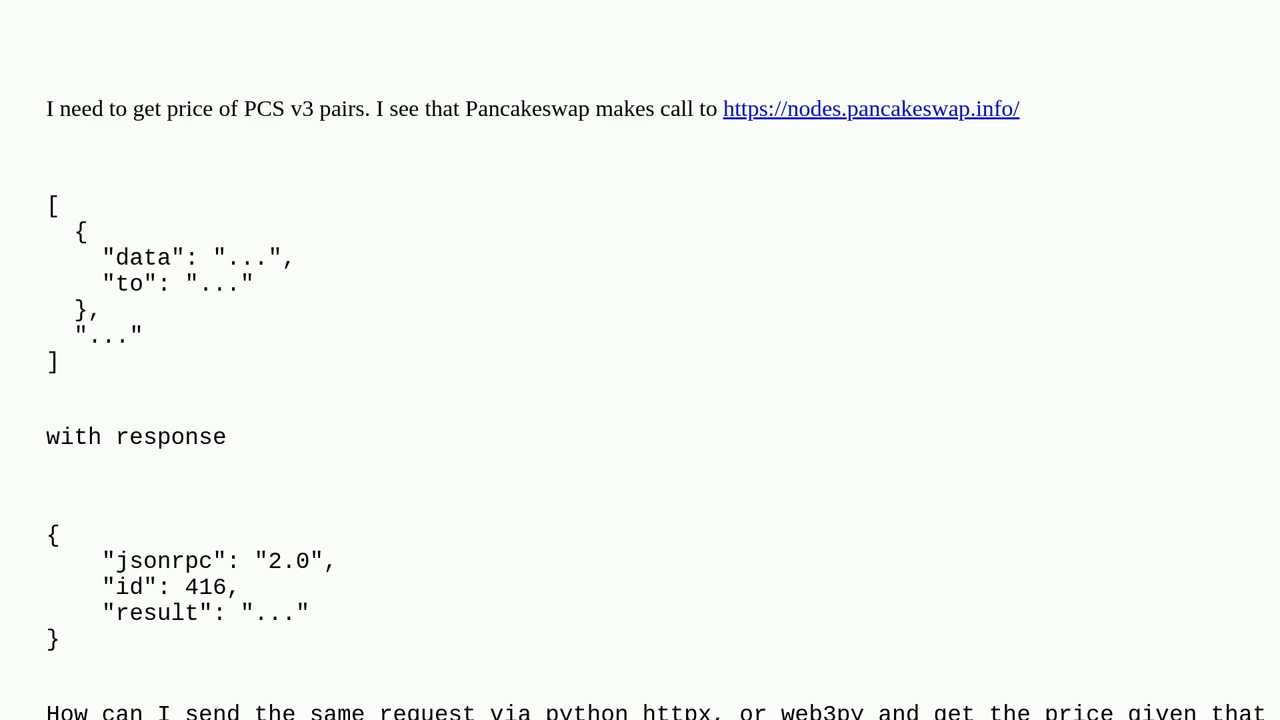 I need to get price of PCS v3 pairs. I see that Pancakeswap makes call to https://nodes.pancakeswap.info/
[
  {
    "data": "...",
    "to": "..."
  },
  "..."
]
with response
{
    "jsonrpc": "2.0",
    "id": 416,
    "result": "..."
}
How can I send the same request via python httpx, or web3py and get the price given that